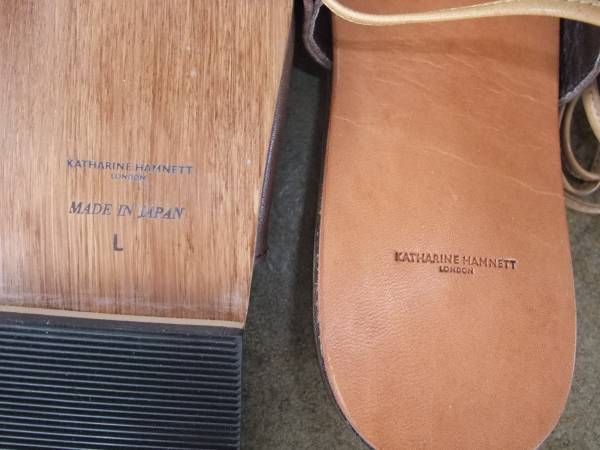 KATHARINE HAMNETT
LONDON
MADE IN JAPAN
L
KATHARINE HAMNETT
LONDON